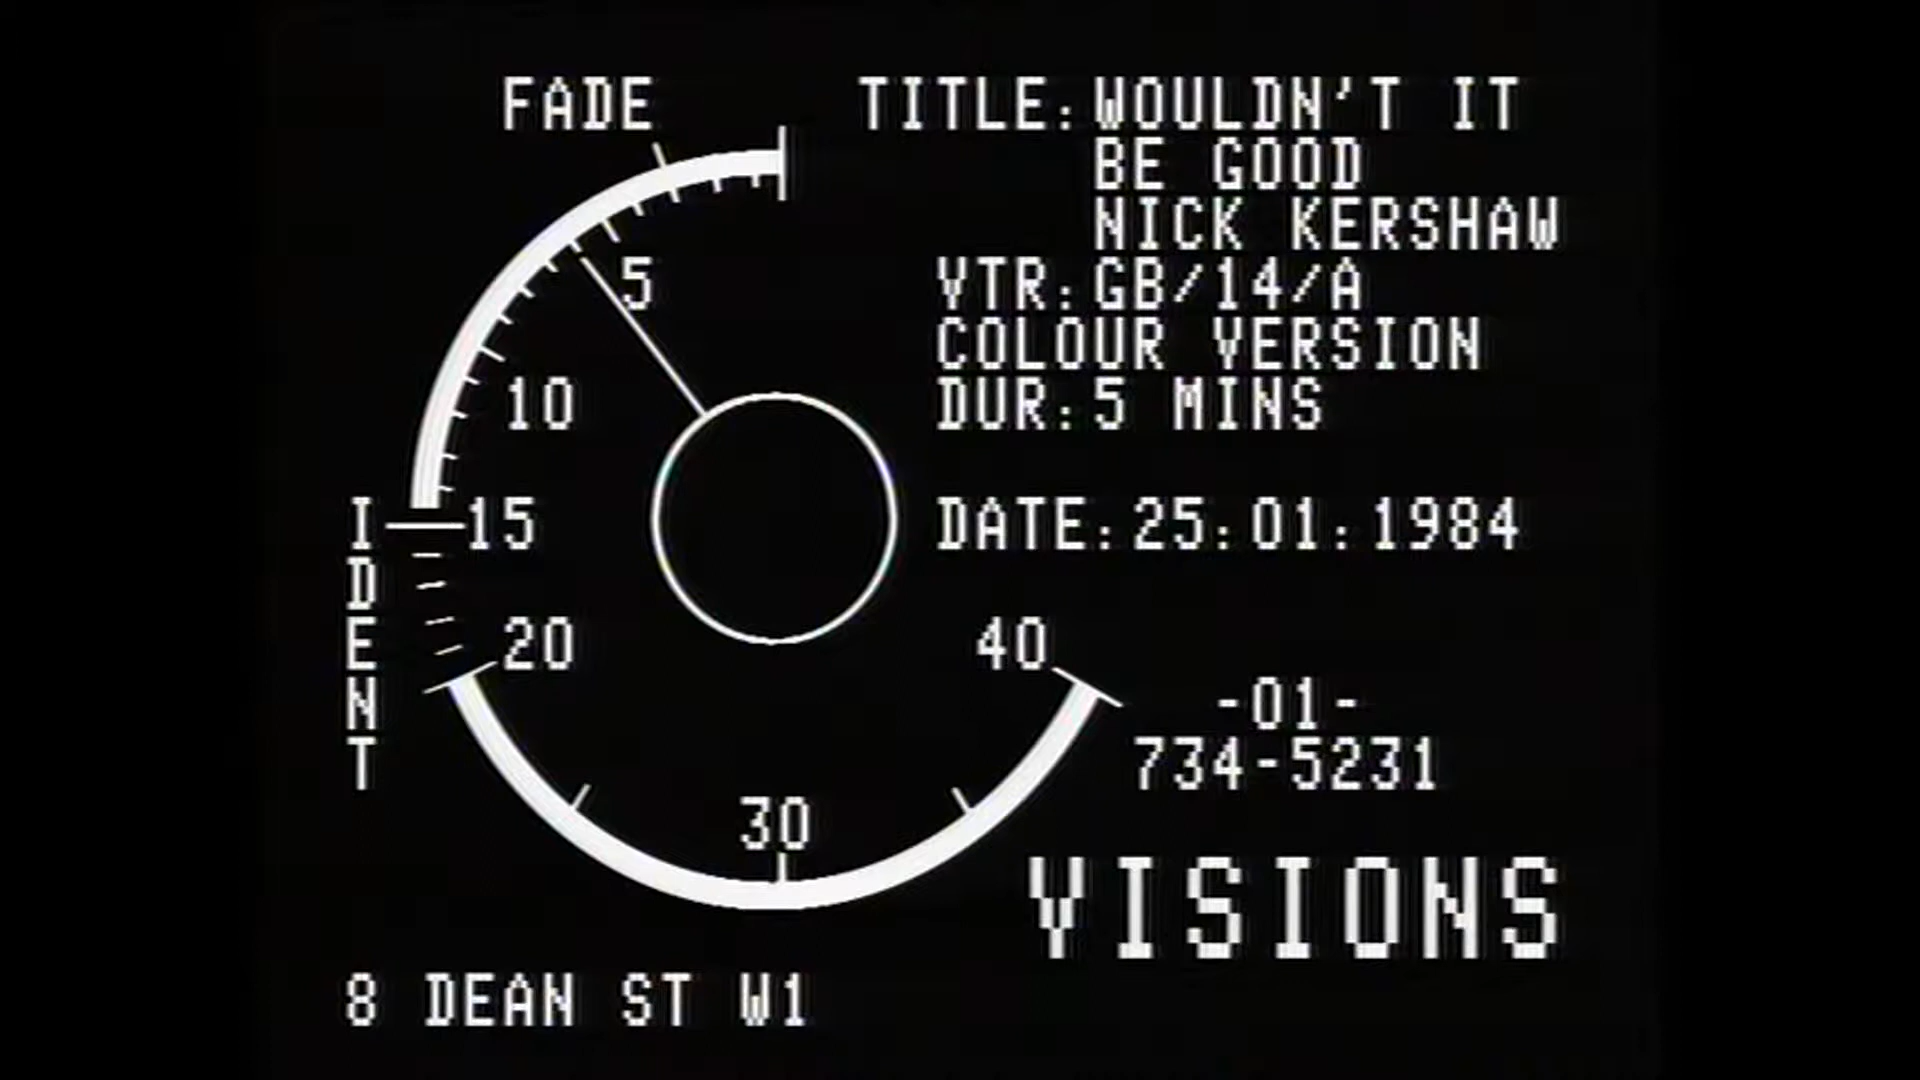 FADE
TITLE:WOULDN'T IT
BE GOOD
NICK KERSHAW
5
VTR:GB/14/A
COLOUR VERSION
10
DUR:5 MINS
IDENT
15
DATE:25:01:1984
20
40
-01-
734-5231
30
VISIONS
8 DEAN ST W1